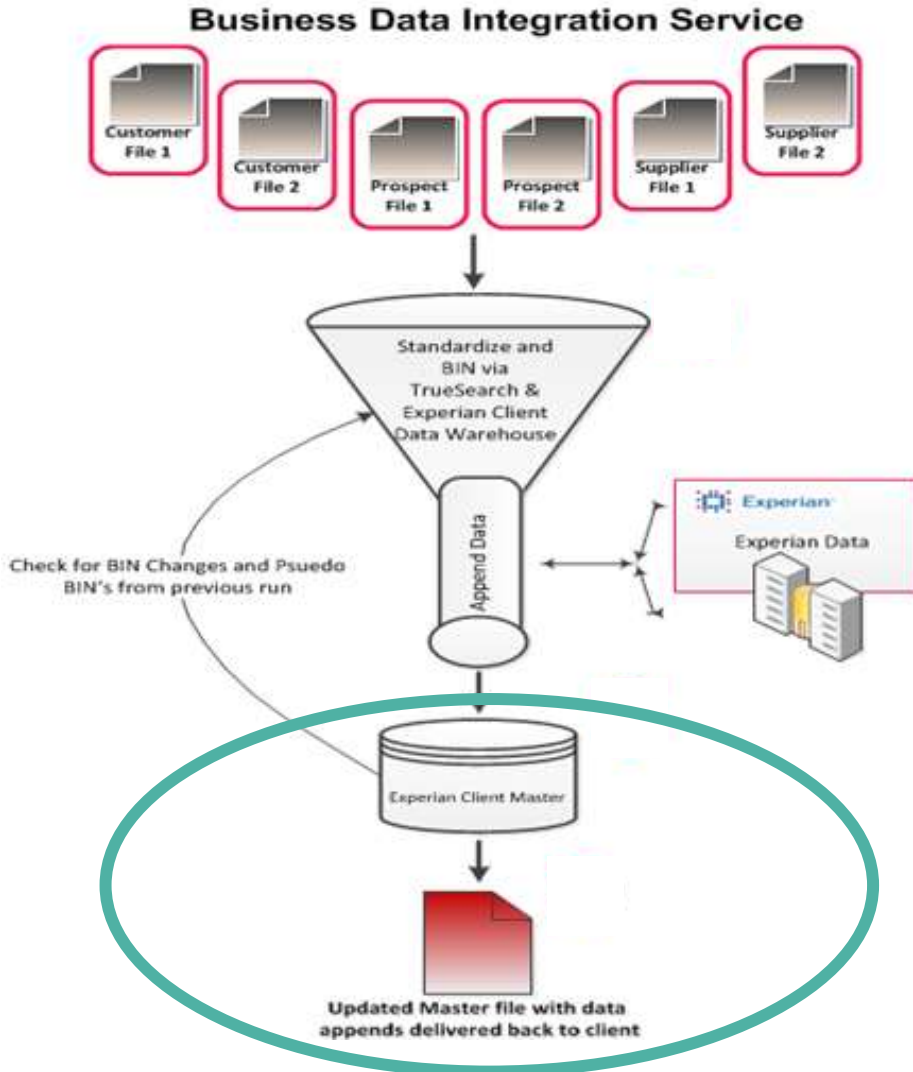 Business Data Integration Service
Customer
File 1
Customer
File 2
Prospect
File 1
Prospect
File 2
Supplier
File 1
Supplier
File 2
Standardize and
BIN via
TrueSearch &
Experian Client
Data Warehouse
Append Data
Experian
Experian Data
Check for BIN Changes and Psuedo
BIN's from previous run
Experian Client Master
Updated Master file with data
appends delivered back to client